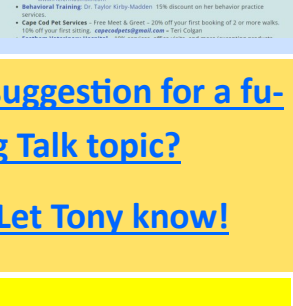 • Behavioral Training: Dr. Taylor Kirby-Madden 15% discount on her behavior practice
services.
• Cape Cod Pet Services – Free Meet & Greet – 20% off your first booking of 2 or more walks.
10% off your first sitting. capecodpets@gmail.com – Teri Colgan
uggestion for a fu-
g Talk topic?
Let Tony know!